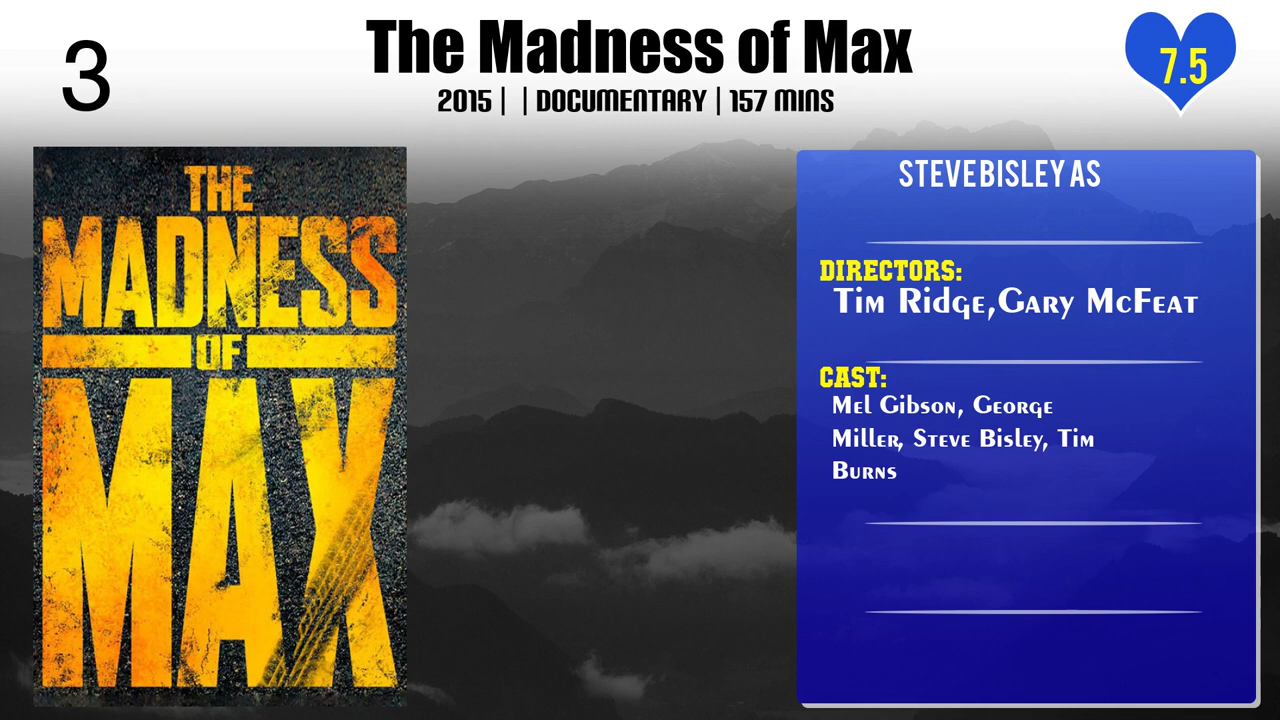 3
The Madness of Max
2015 | | DOCUMENTARY | 157 MINS
7.5
THE
MADNESS
OF
MAX
STEVE BISLEY AS
DIRECTORS:
Tim Ridge,Gary McFeat
CAST:
Mel Gibson, George
Miller, Steve Bisley, Tim
Burns